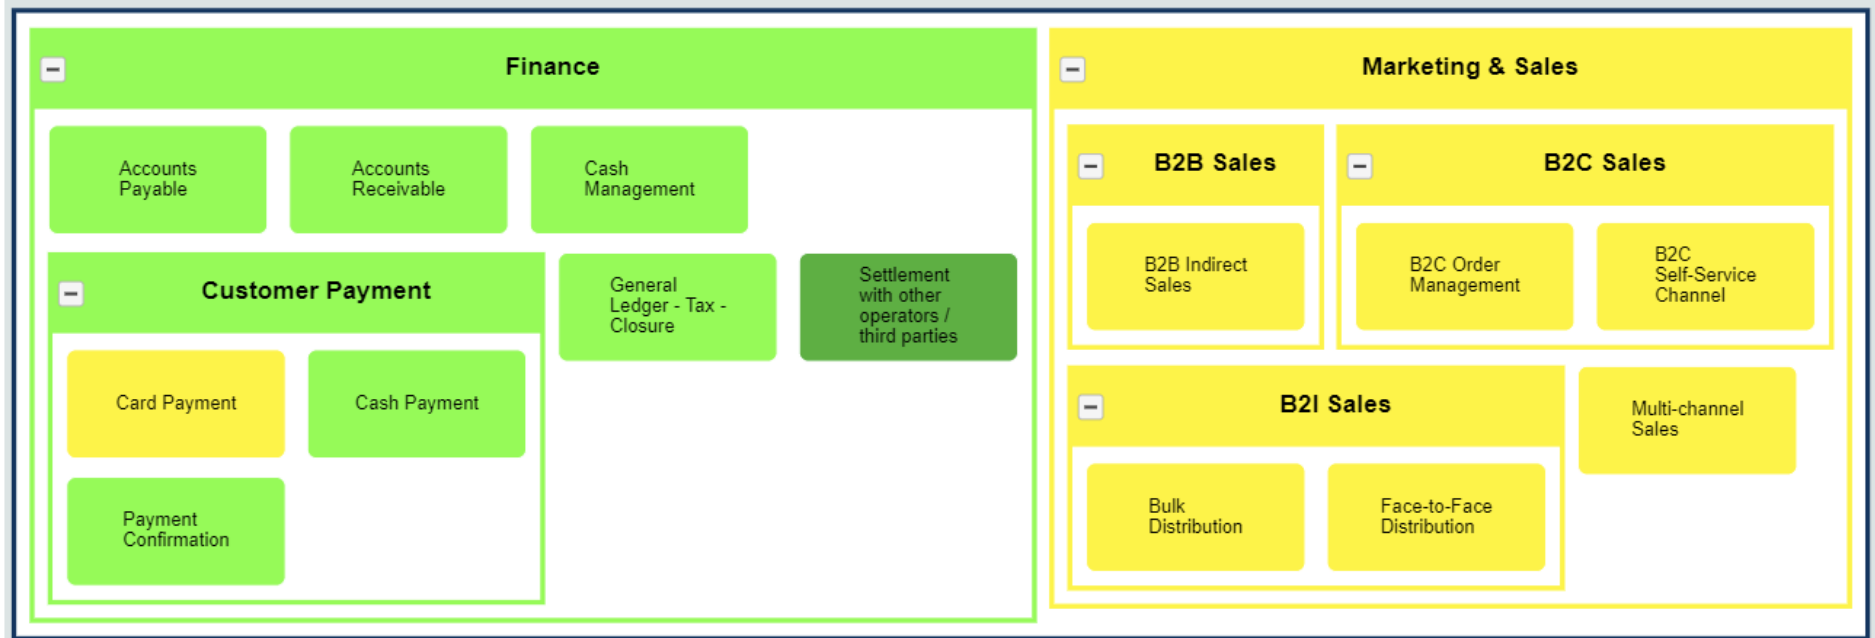 Finance
Accounts
Payable
Accounts
Receivable
Cash
Management
Customer Payment
Card Payment
Cash Payment
Payment
Confirmation
General
Ledger - Tax -
Closure
Settlement
with other
operators /
third parties
Marketing & Sales
B2B Sales
B2B Indirect
Sales
B2C Sales
B2C Order
Management
B2C
Self-Service
Channel
B2I Sales
Bulk
Distribution
Face-to-Face
Distribution
Multi-channel
Sales